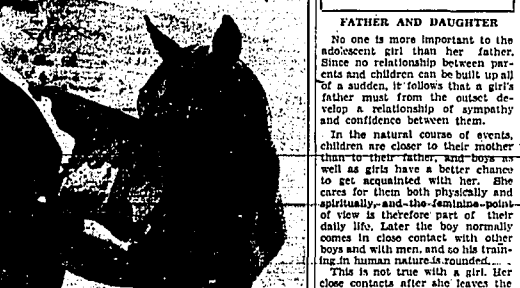 FATHER AND DAUGHTER
No one is more important to the
adolescent girl than her father.
Since no relationship between par-
ents and children can be built up all
of a sudden, it follows that a girl's
father must from the outset de-
velop a relationship of sympathy
and confidence between them.
In the natural course of events,
children are closer to their mother
than to their father, and boys as
well as girls have a better chance
to get acquainted with her. She
cares for them both physically and
spiritually, and the feminine point
of view is therefore part of their
daily life. Later the boy normally
comes in close contact with other
boys and with men, and so his train-
ing in human nature is rounded.
This is not true with a girl. Her
close contacts after she leaves the